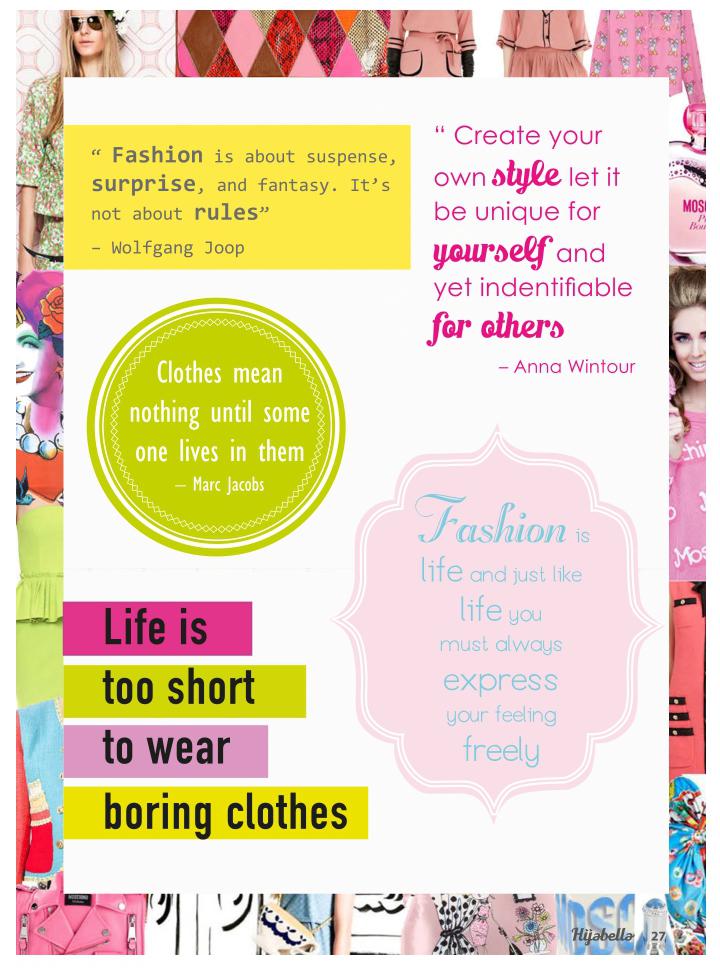 “ Fashion is about suspense,
surprise, and fantasy. It’s
not about rules”
– Wolfgang Joop
“ Create your
own style let it
be unique for
yourself and
yet indentifiable
for others
– Anna Wintour
Clothes mean
nothing until some
one lives in them
– Marc Jacobs
Fashion is
life and just like
life you
must always
express
your feeling
freely
Life is
too short
to wear
boring clothes
MOSCHINO
Hijabella
27